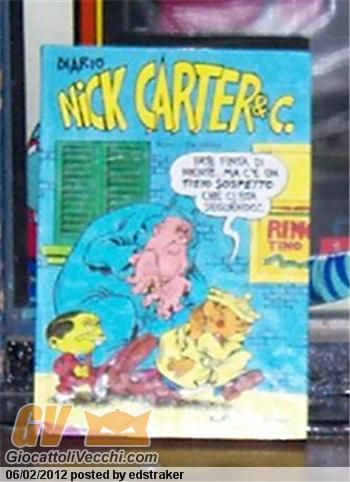 DIARIO
NICK CARTER & C.
FATE FINTA DI
NIENTE, MA C'È UN
TIPO SOSPETTO
CHE CI STA
SEGUENDO!
RIN
TINO
GV
GiocattoliVecchi.com
06/02/2012 posted by edstraker